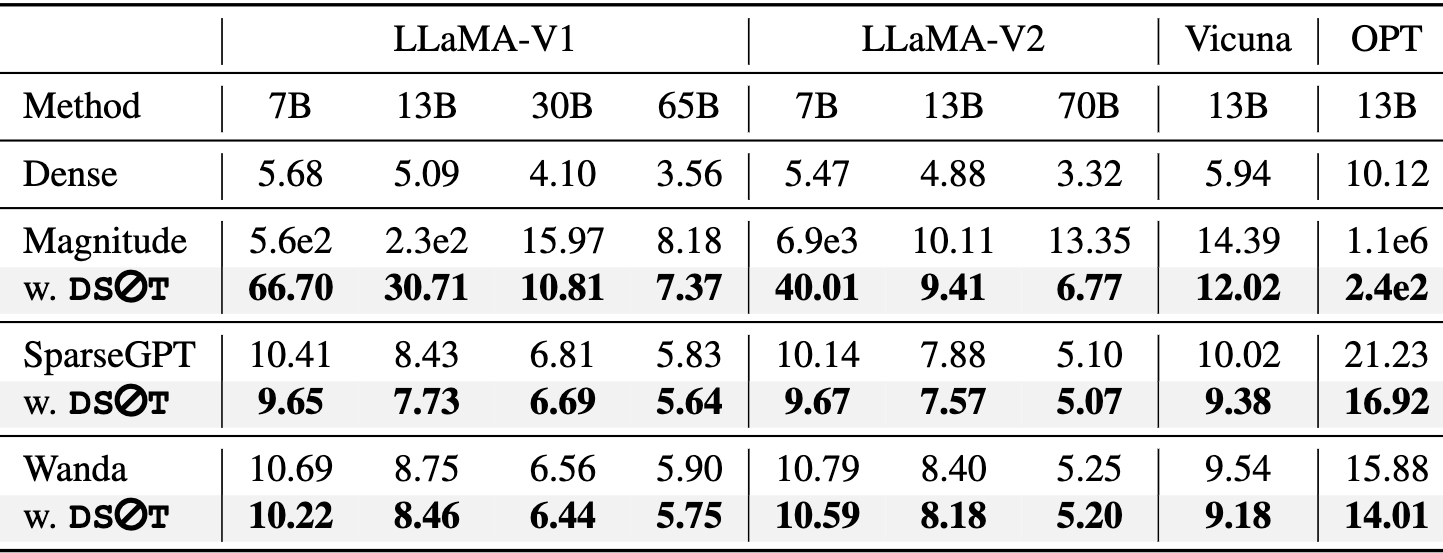 LLaMA-V1 LLaMA-V2 Vicuna OPT
Method 7B 13B 30B 65B 7B 13B 70B 13B 13B
Dense 5.68 5.09 4.10 3.56 5.47 4.88 3.32 5.94 10.12
Magnitude 5.6e2 2.3e2 15.97 8.18 6.9e3 10.11 13.35 14.39 1.1e6
w. DS⊘T 66.70 30.71 10.81 7.37 40.01 9.41 6.77 12.02 2.4e2
SparseGPT 10.41 8.43 6.81 5.83 10.14 7.88 5.10 10.02 21.23
w. DS⊘T 9.65 7.73 6.69 5.64 9.67 7.57 5.07 9.38 16.92
Wanda 10.69 8.75 6.56 5.90 10.79 8.40 5.25 9.54 15.88
w. DS⊘T 10.22 8.46 6.44 5.75 10.59 8.18 5.20 9.18 14.01